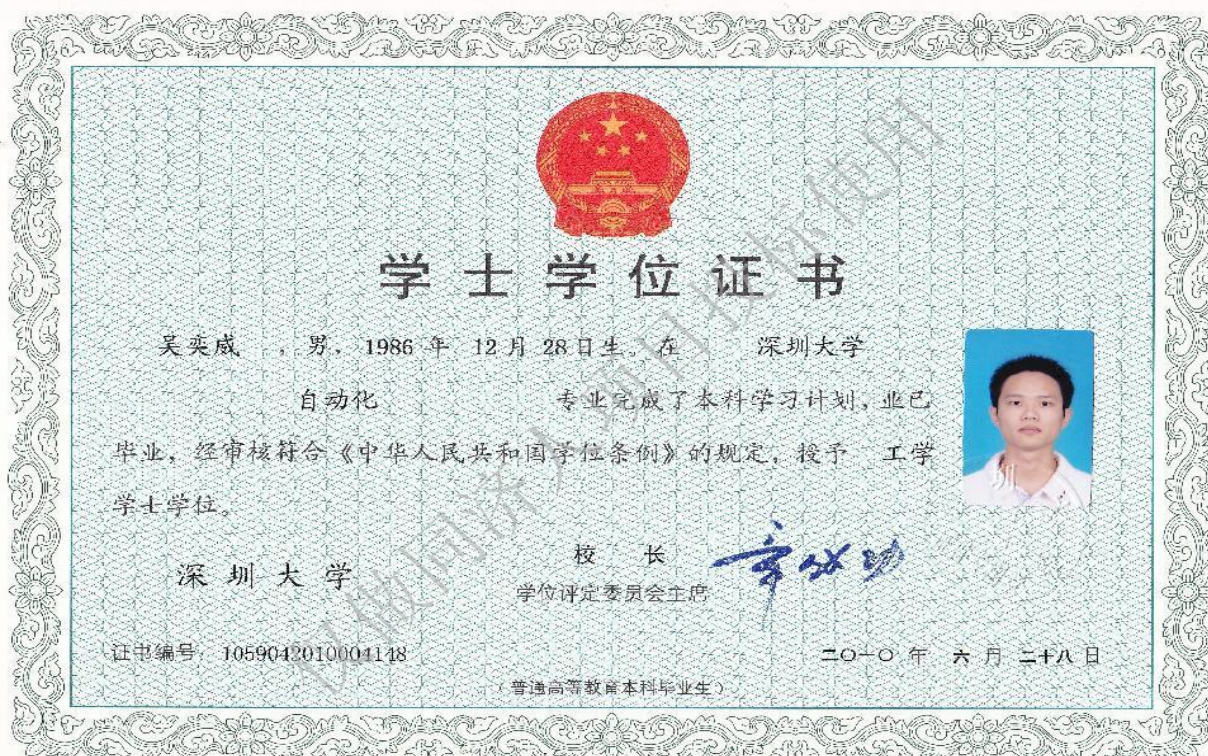 学士学位证书
吴奕威 , 男, 1986 年 12 月 28 日生。在 深圳大学
自动化 专业完成了本科学习计划, 业已
毕业, 经审核符合《中华人民共和国学位条例》的规定, 授予 工学
学士学位。
深圳大学
校 长
学位评定委员会主席
证书编号: 1059042010004148
二〇一〇 年 六 月 二十八 日
(普通高等教育本科毕业生)